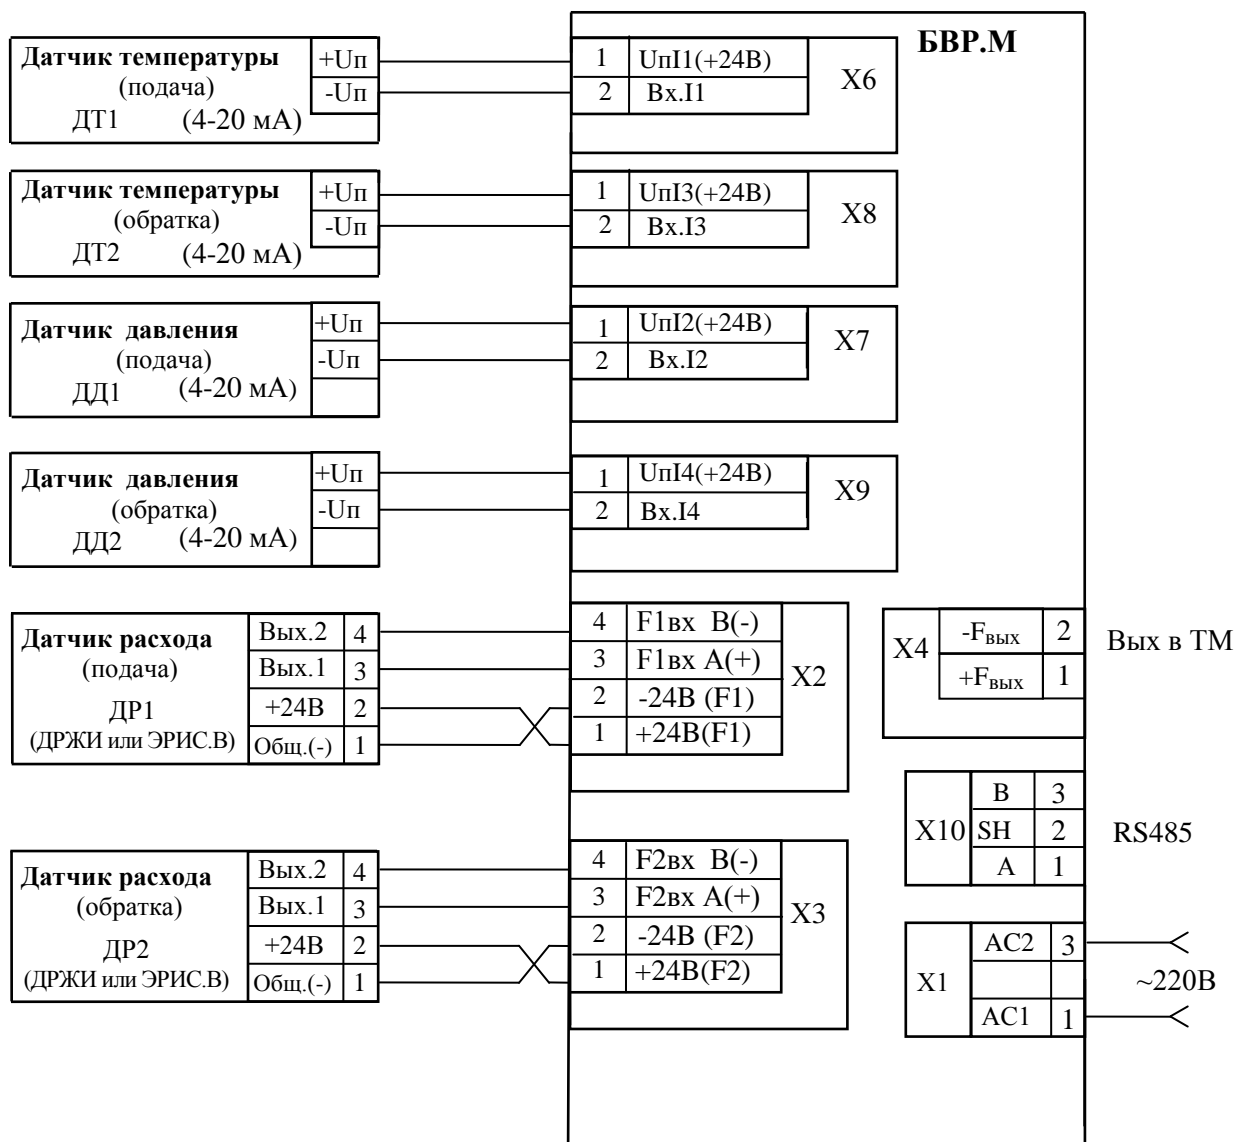 БВР.М
Датчик температуры
(подача)
ДТ1 (4-20 мА)
+Uп
-Uп
1 UпI1(+24В)
2 Вх.I1
X6
Датчик температуры
(обратка)
ДТ2 (4-20 мА)
+Uп
-Uп
1 UпI3(+24В)
2 Вх.I3
X8
Датчик давления
(подача)
ДД1 (4-20 мА)
+Uп
-Uп
1 UпI2(+24В)
2 Вх.I2
X7
Датчик давления
(обратка)
ДД2 (4-20 мА)
+Uп
-Uп
1 UпI4(+24В)
2 Вх.I4
X9
Датчик расхода
(подача)
ДР1
(ДРЖИ или ЭРИС.В)
Вых.2 4
Вых.1 3
+24В 2
Общ.(-) 1
4 F1вх В(-)
3 F1вх А(+)
2 -24В (F1)
1 +24В(F1)
X2
X4
-Fвых 2
+Fвых 1
Вых в ТМ
X10
B 3
SH 2
A 1
RS485
Датчик расхода
(обратка)
ДР2
(ДРЖИ или ЭРИС.В)
Вых.2 4
Вых.1 3
+24В 2
Общ.(-) 1
4 F2вх В(-)
3 F2вх А(+)
2 -24В (F2)
1 +24В(F2)
X3
X1
AC2 3
AC1 1
~220В